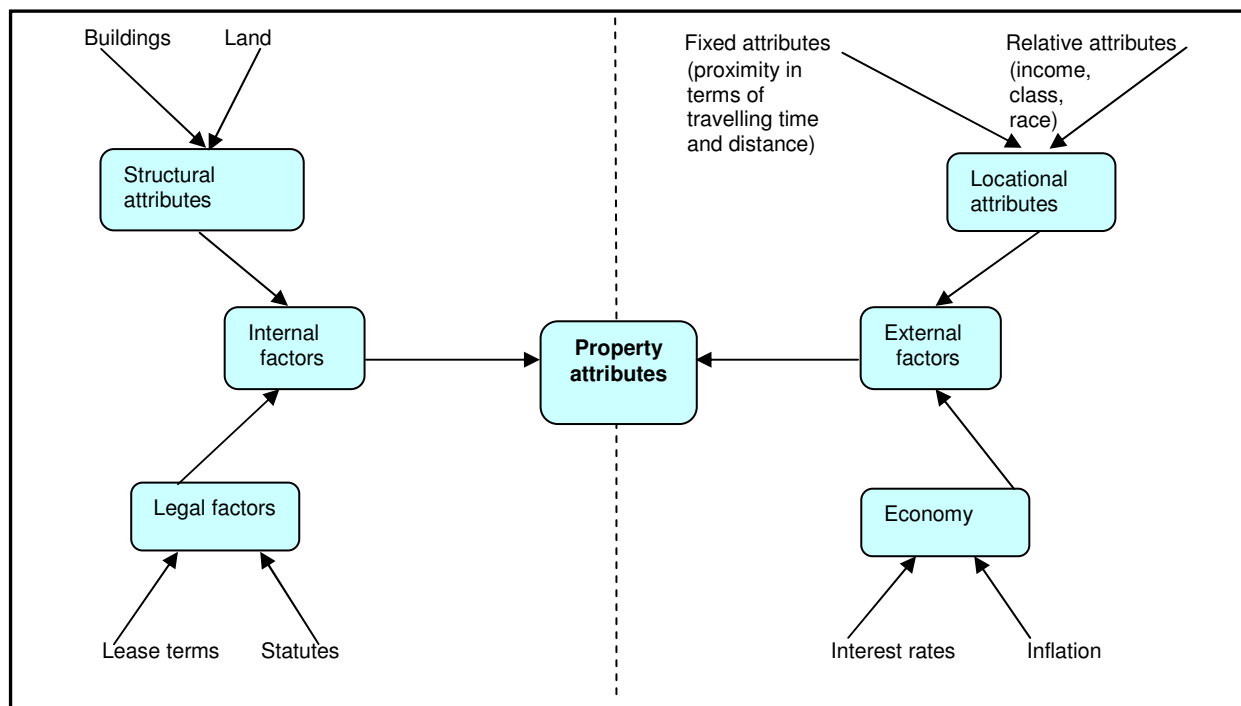 Buildings
Land
Fixed attributes
(proximity in
terms of
travelling time
and distance)
Relative attributes
(income,
class,
race)
Structural
attributes
Locational
attributes
Internal
factors
Property
attributes
External
factors
Legal factors
Economy
Lease terms
Statutes
Interest rates
Inflation